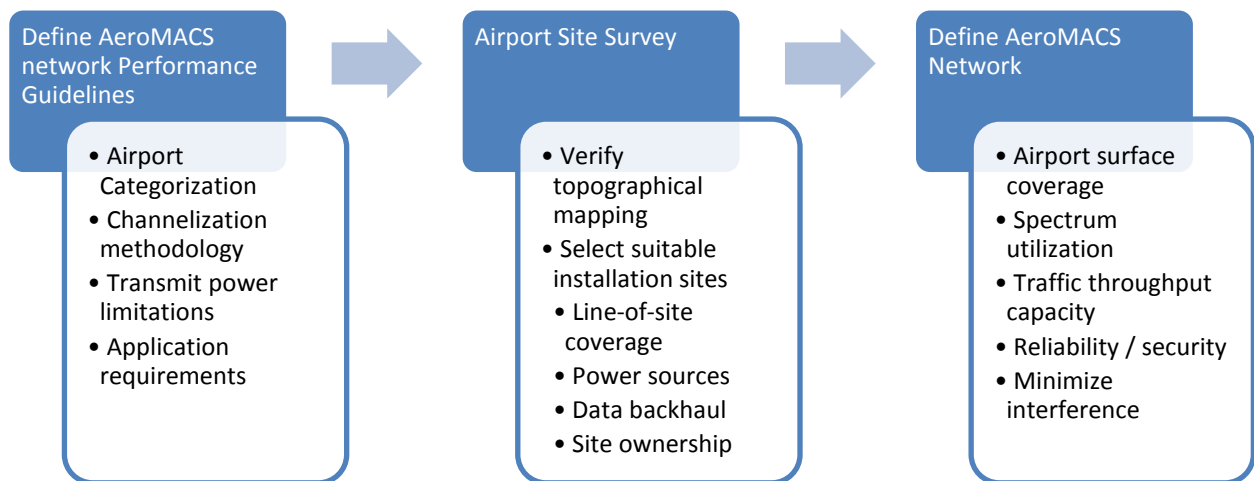 Define AeroMACS
network Performance
Guidelines
• Airport
Categorization
• Channelization
methodology
• Transmit power
limitations
• Application
requirements
Airport Site Survey
• Verify
topographical
mapping
• Select suitable
installation sites
• Line-of-site
coverage
• Power sources
• Data backhaul
• Site ownership
Define AeroMACS
Network
• Airport surface
coverage
• Spectrum
utilization
• Traffic throughput
capacity
• Reliability / security
• Minimize
interference